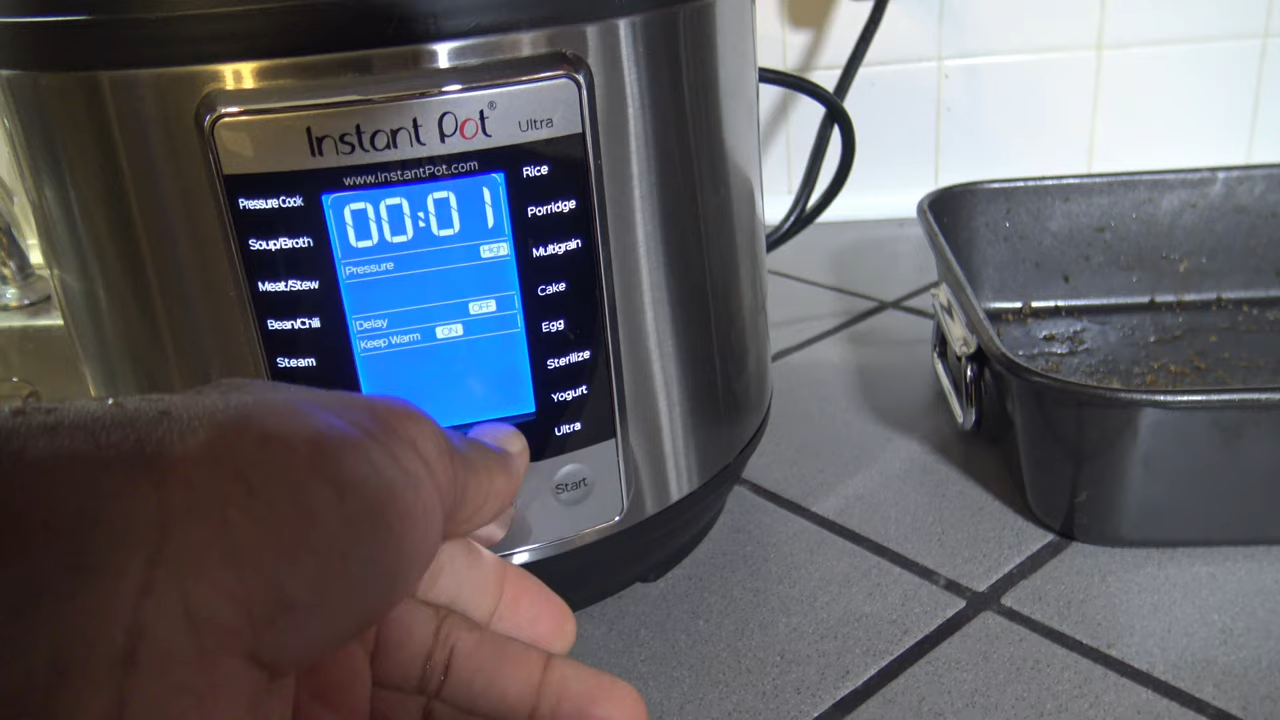 Instant Pot®
Ultra
www.InstantPot.com
Pressure Cook
Soup/Broth
Meat/Stew
Bean/Chili
Steam
00:01
Pressure High
Delay OFF
Keep Warm ON
Rice
Porridge
Multigrain
Cake
Egg
Sterilize
Yogurt
Ultra
Start